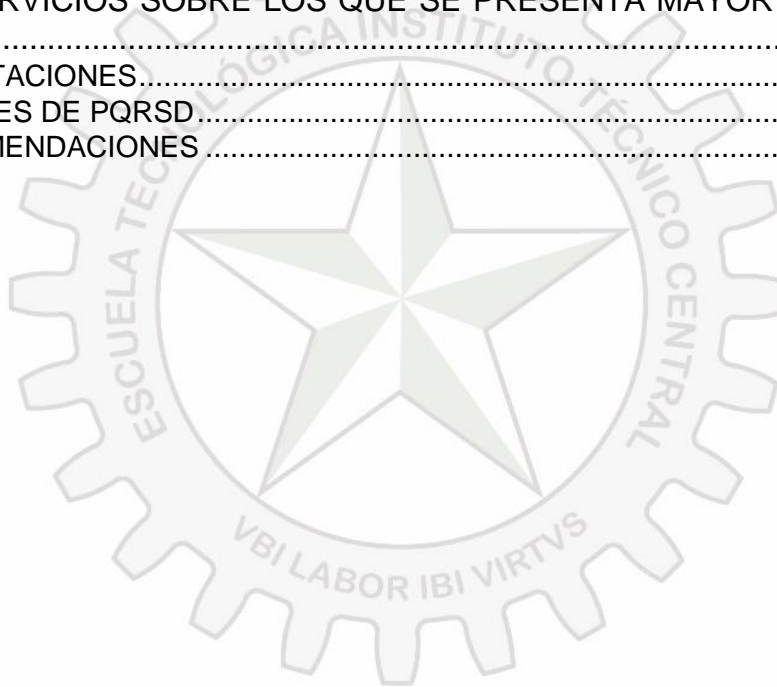 RVICIOS SOBRE LOS QUE SE PRESENTA MAYOR
................................................................................
TACIONES................................................................
ES DE PQRSD..........................................................
MENDACIONES ........................................................
ESCUELA TECNOLÓGICA INSTITUTO TÉCNICO CENTRAL
VBI LABOR IBI VIRTVS